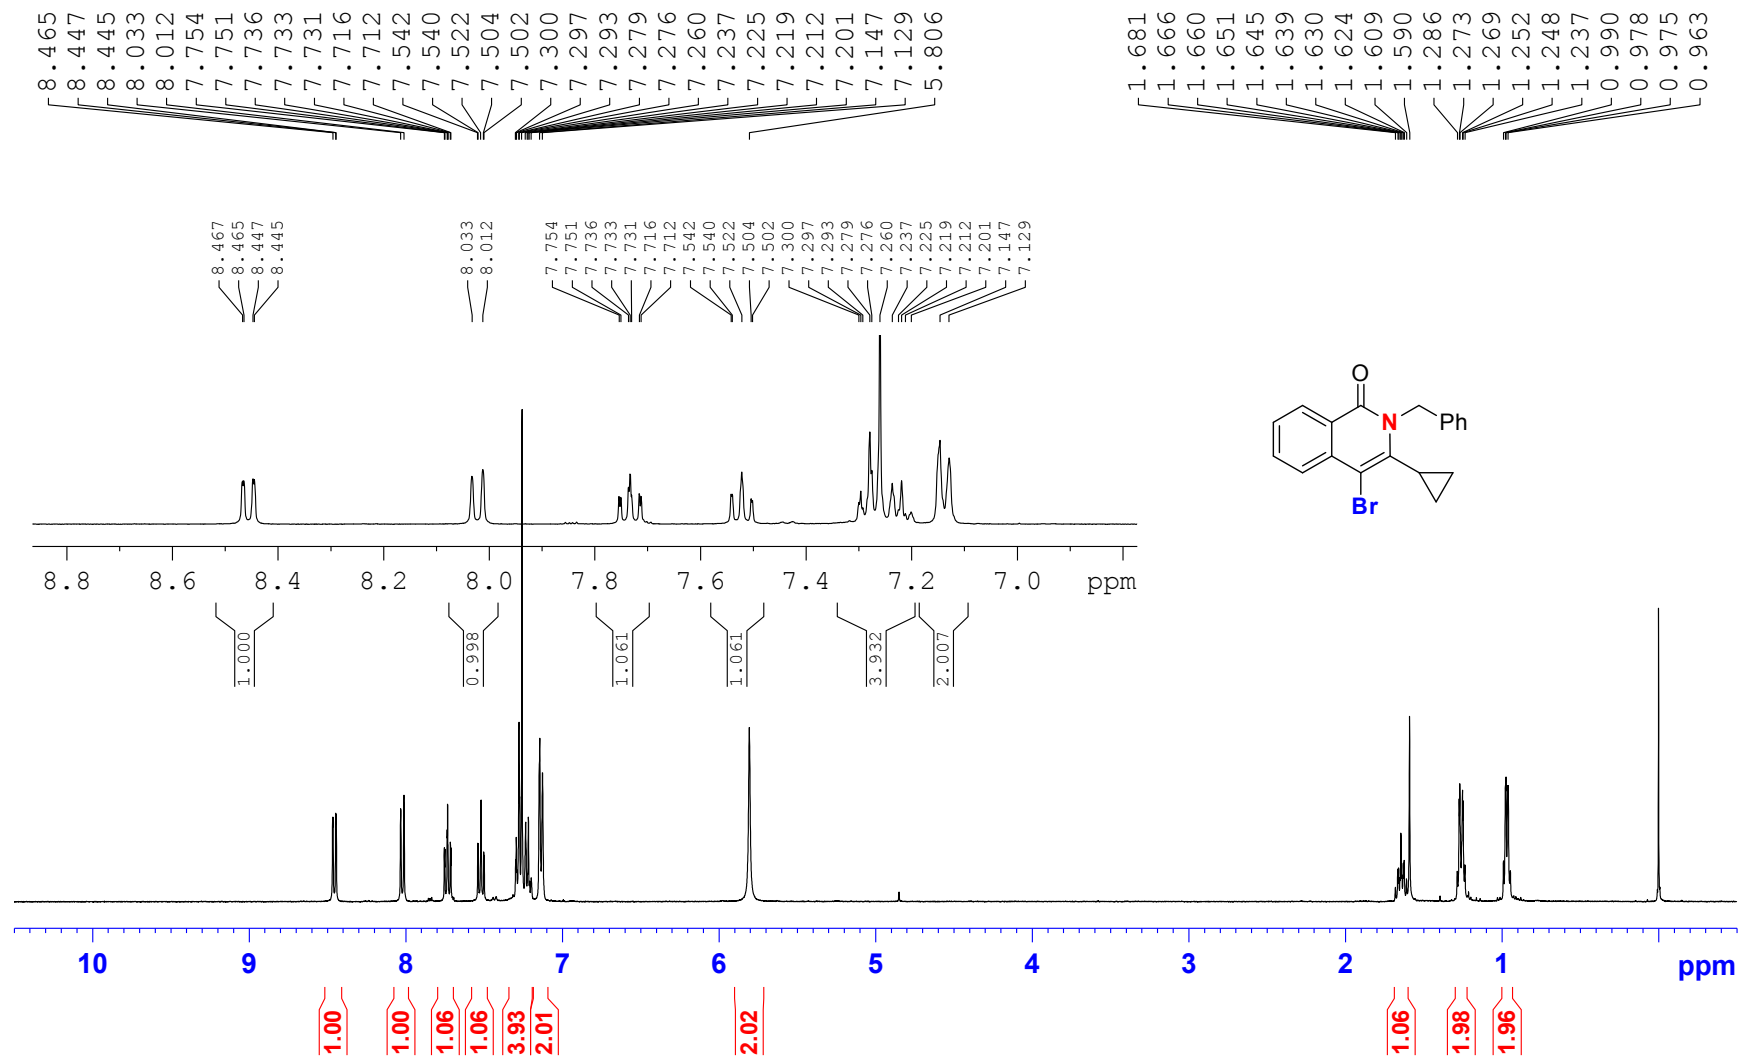 8.465 8.447 8.445 8.033 8.012 7.754 7.751 7.736 7.733 7.731 7.716 7.712 7.542 7.540 7.522 7.504 7.502 7.300 7.297 7.293 7.279 7.276 7.260 7.237 7.225 7.219 7.212 7.201 7.147 7.129 5.806 1.681 1.666 1.660 1.651 1.645 1.639 1.630 1.624 1.609 1.590 1.286 1.273 1.269 1.252 1.248 1.237 0.990 0.978 0.975 0.963
8.467 8.465 8.447 8.445 8.033 8.012 7.754 7.751 7.736 7.733 7.731 7.716 7.712 7.542 7.540 7.522 7.504 7.502 7.300 7.297 7.293 7.279 7.276 7.260 7.237 7.225 7.219 7.212 7.201 7.147 7.129
O
N Ph
Br
8.8 8.6 8.4 8.2 8.0 7.8 7.6 7.4 7.2 7.0 ppm
1.000 0.998 1.061 1.061 3.932 2.007
10 9 8 7 6 5 4 3 2 1 ppm
1.00 1.00 1.06 1.06 3.93 2.01 2.02 1.06 1.98 1.96